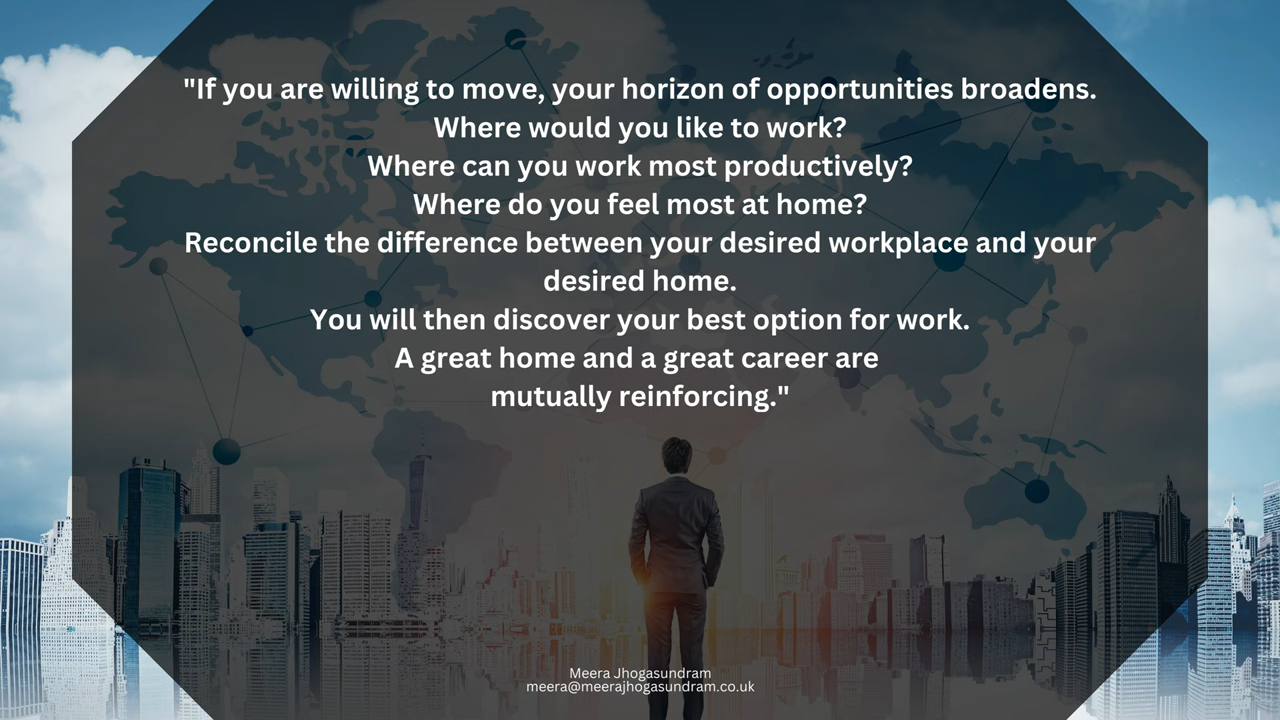 "If you are willing to move, your horizon of opportunities broadens.
Where would you like to work?
Where can you work most productively?
Where do you feel most at home?
Reconcile the difference between your desired workplace and your
desired home.
You will then discover your best option for work.
A great home and a great career are
mutually reinforcing."
Meera Jhogasundram
meera@meerajhogasundram.co.uk